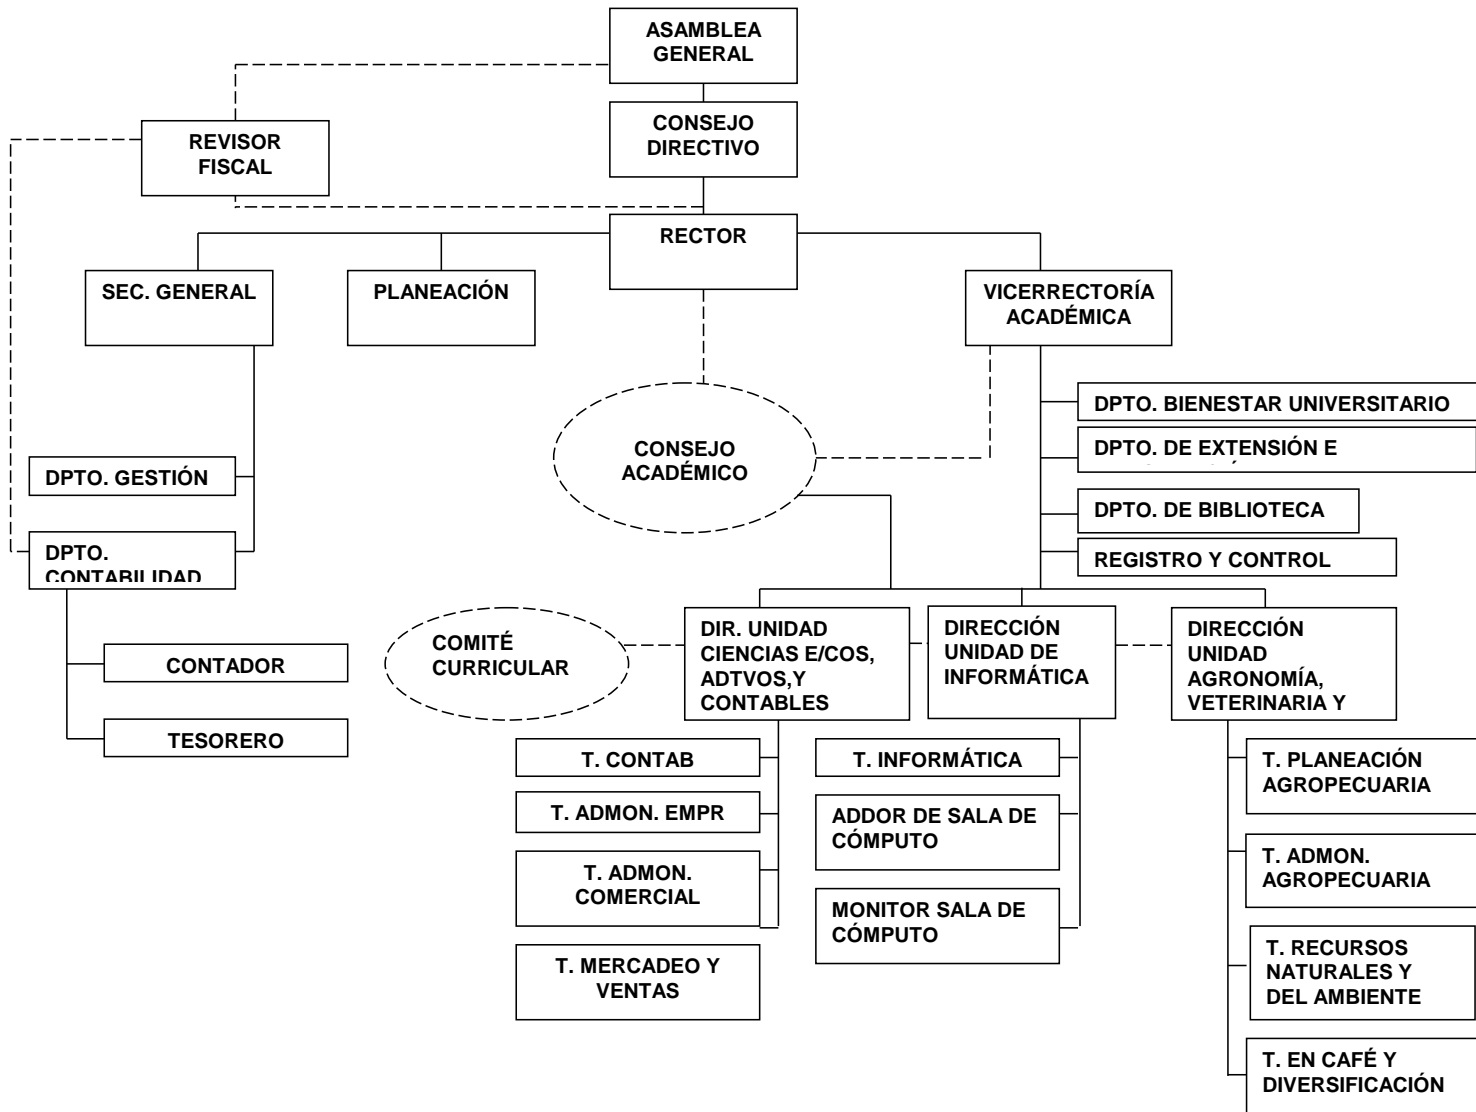 ASAMBLEA
GENERAL
CONSEJO
DIRECTIVO
REVISOR
FISCAL
RECTOR
SEC. GENERAL
PLANEACIÓN
VICERRECTORÍA
ACADÉMICA
DPTO. BIENESTAR UNIVERSITARIO
DPTO. DE EXTENSIÓN E
DPTO. DE BIBLIOTECA
REGISTRO Y CONTROL
CONSEJO
ACADÉMICO
DPTO. GESTIÓN
DPTO.
CONTABILIDAD
CONTADOR
TESORERO
COMITÉ
CURRICULAR
DIR. UNIDAD
CIENCIAS E/COS,
ADTVOS,Y
CONTABLES
DIRECCIÓN
UNIDAD DE
INFORMÁTICA
DIRECCIÓN
UNIDAD
AGRONOMÍA,
VETERINARIA Y
T. CONTAB
T. ADMON. EMPR
T. ADMON.
COMERCIAL
T. MERCADEO Y
VENTAS
T. INFORMÁTICA
ADDOR DE SALA DE
CÓMPUTO
MONITOR SALA DE
CÓMPUTO
T. PLANEACIÓN
AGROPECUARIA
T. ADMON.
AGROPECUARIA
T. RECURSOS
NATURALES Y
DEL AMBIENTE
T. EN CAFÉ Y
DIVERSIFICACIÓN